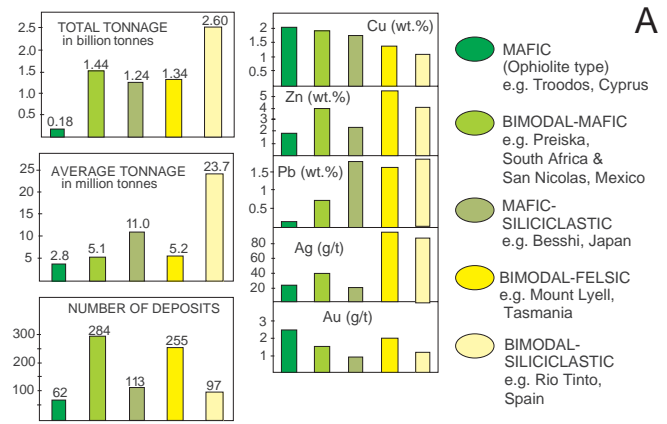 A
TOTAL TONNAGE
in billion tonnes
2.5
2.0
1.5
1.0
0.5
0.18
1.44
1.24
1.34
2.60
AVERAGE TONNAGE
in million tonnes
25
20
15
10
5
2.8
5.1
11.0
5.2
23.7
NUMBER OF DEPOSITS
300
200
100
62
284
113
255
97
Cu (wt.%)
2
1.5
1
0.5
Zn (wt.%)
5
4
3
2
1
Pb (wt.%)
1.5
1
0.5
Ag (g/t)
80
60
40
20
Au (g/t)
3
2
1
MAFIC
(Ophiolite type)
e.g. Troodos, Cyprus
BIMODAL-MAFIC
e.g. Preiska,
South Africa &
San Nicolas, Mexico
MAFIC-
SILICICLASTIC
e.g. Besshi, Japan
BIMODAL-FELSIC
e.g. Mount Lyell,
Tasmania
BIMODAL-
SILICICLASTIC
e.g. Rio Tinto,
Spain